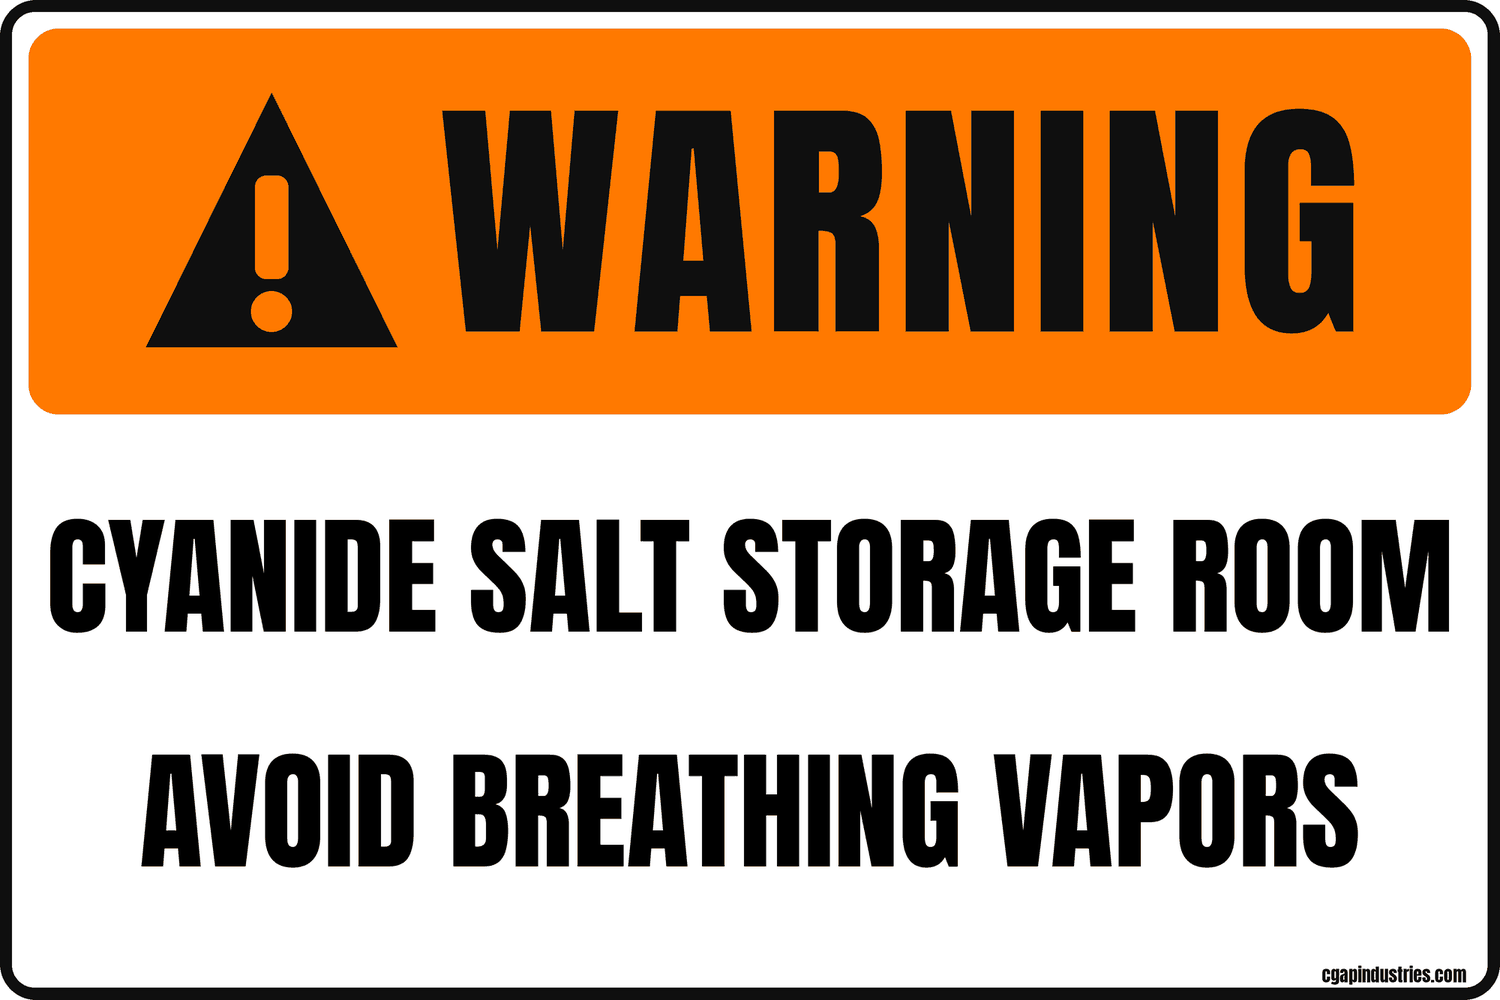 WARNING
CYANIDE SALT STORAGE ROOM
AVOID BREATHING VAPORS
cgapindustries.com